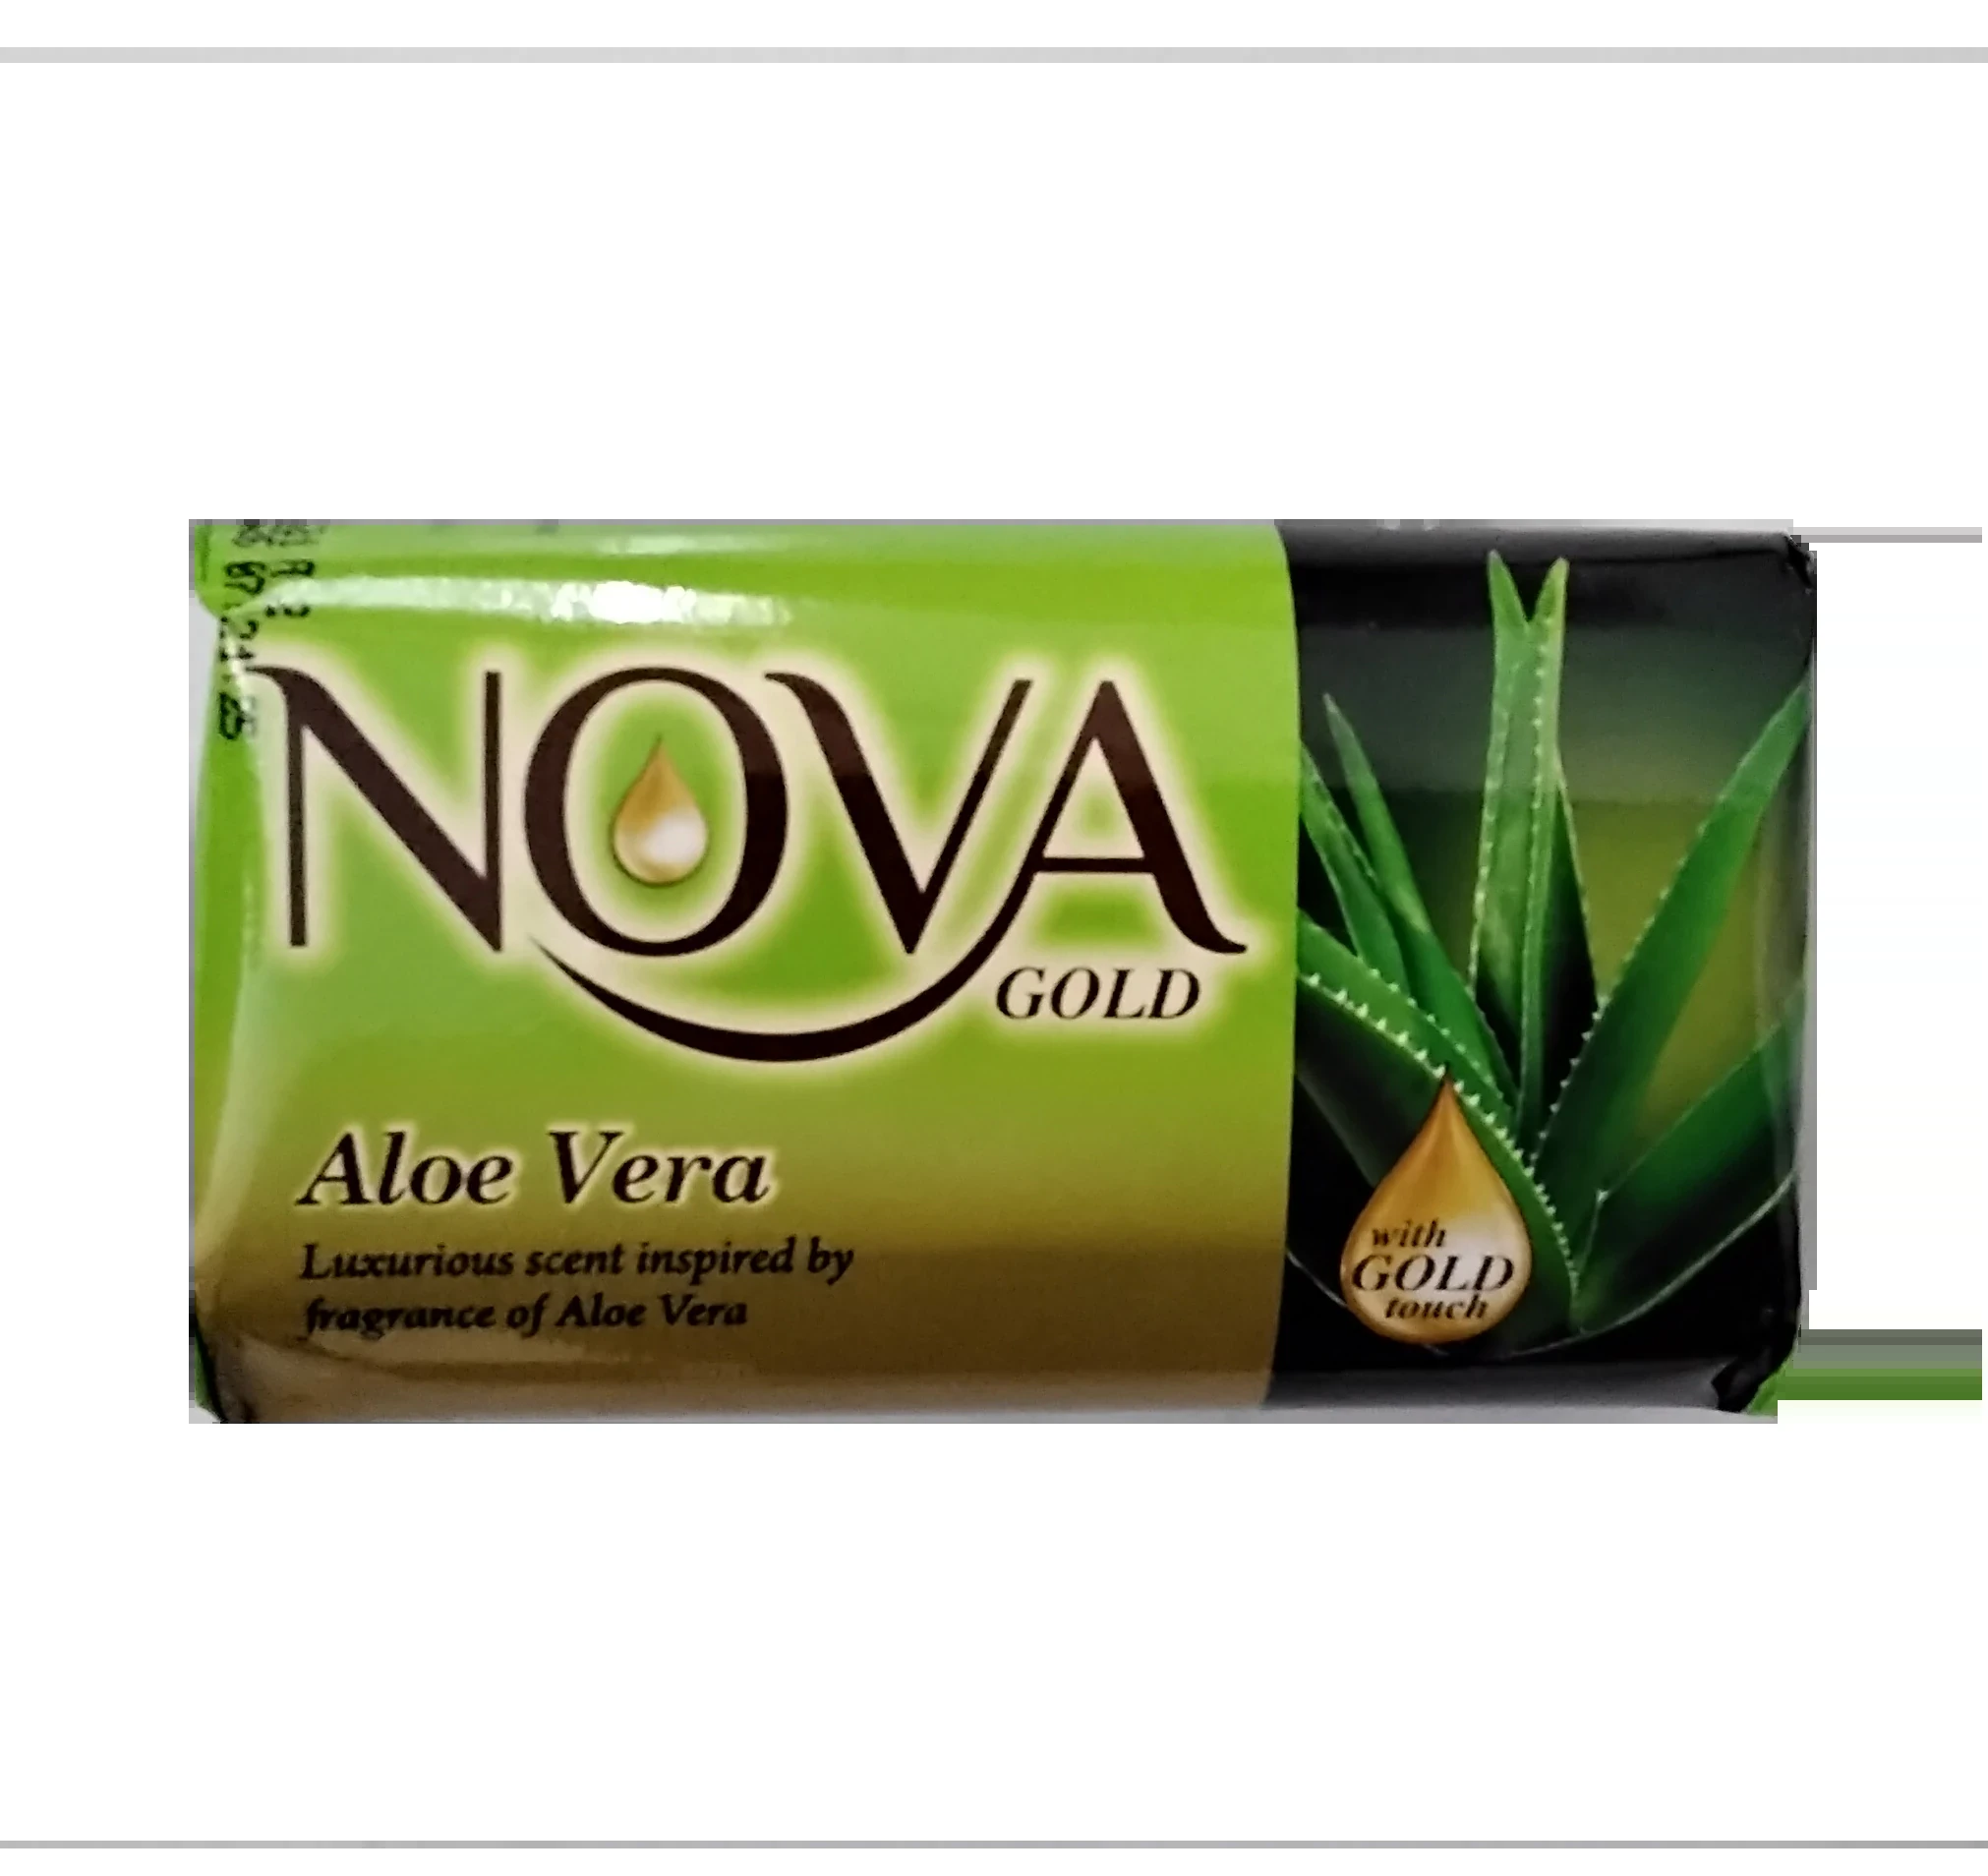 NOVA
GOLD
Aloe Vera
Luxurious scent inspired by
fragrance of Aloe Vera
with
GOLD
touch